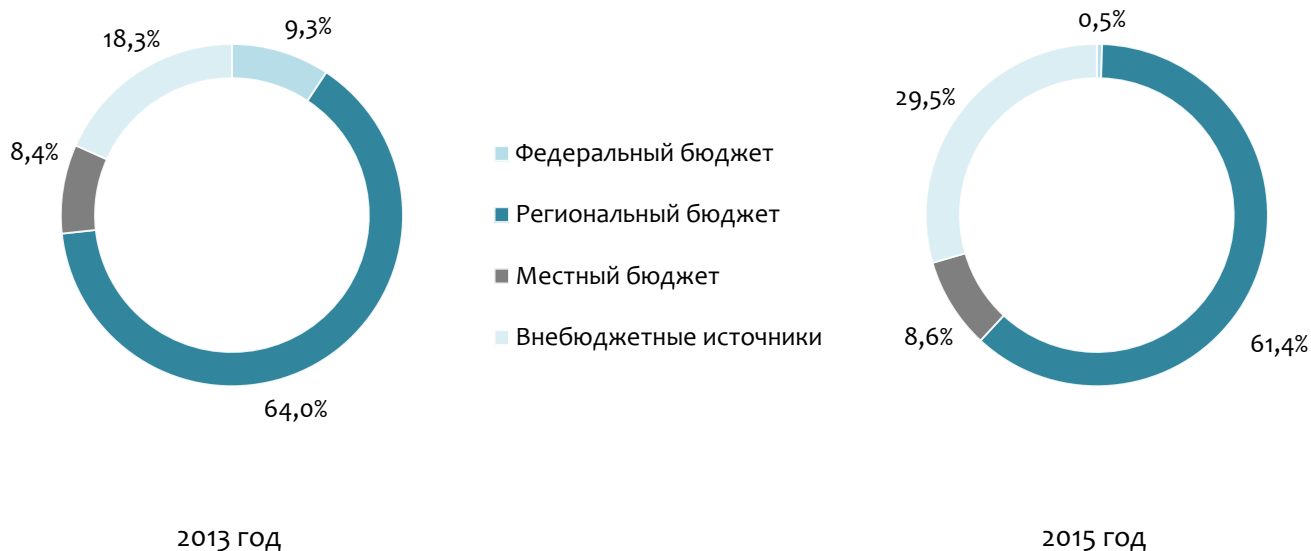 18,3%
9,3%
8,4%
64,0%
2013 год
Федеральный бюджет
Региональный бюджет
Местный бюджет
Внебюджетные источники
0,5%
29,5%
8,6%
61,4%
2015 год